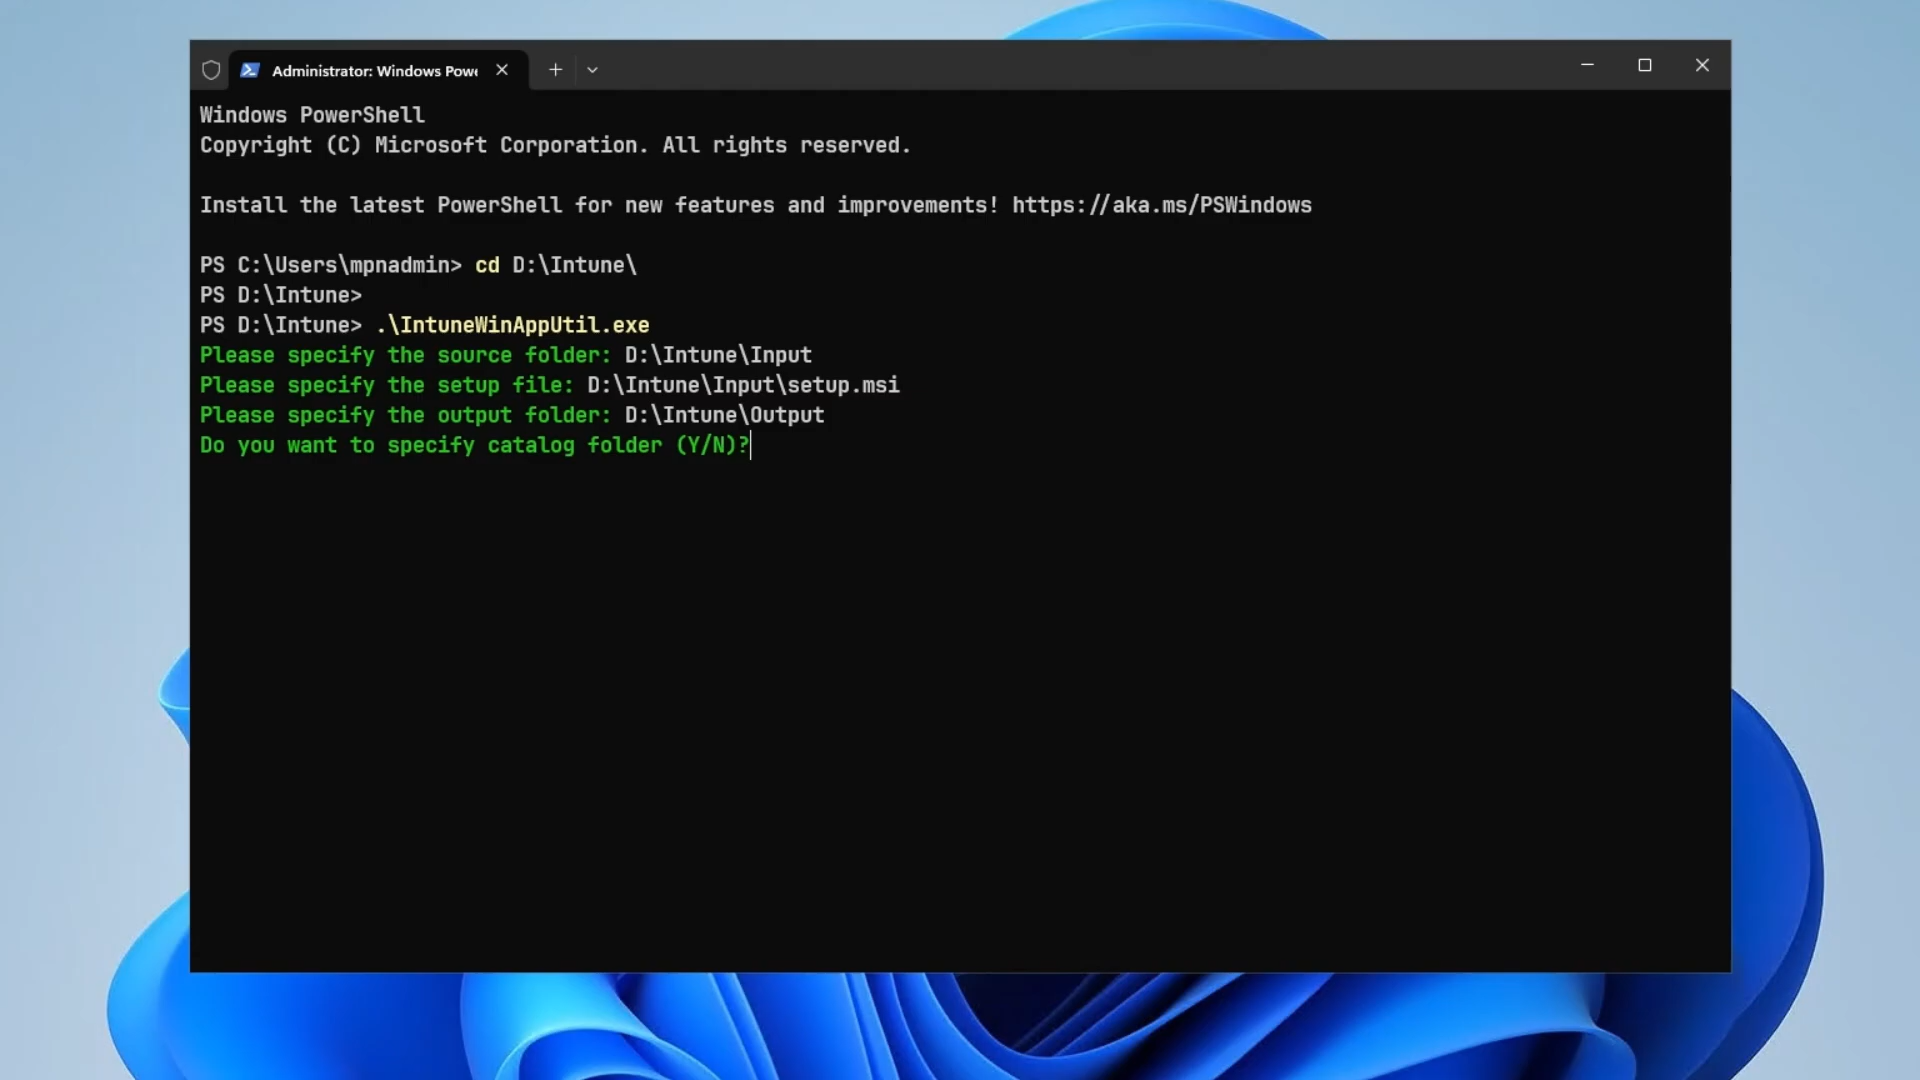 Administrator: Windows Powe
Windows PowerShell
Copyright (C) Microsoft Corporation. All rights reserved.
Install the latest PowerShell for new features and improvements! https://aka.ms/PSWindows
PS C:\Users\mpnadmin> cd D:\Intune\
PS D:\Intune>
PS D:\Intune> .\IntuneWinAppUtil.exe
Please specify the source folder: D:\Intune\Input
Please specify the setup file: D:\Intune\Input\setup.msi
Please specify the output folder: D:\Intune\Output
Do you want to specify catalog folder (Y/N)?